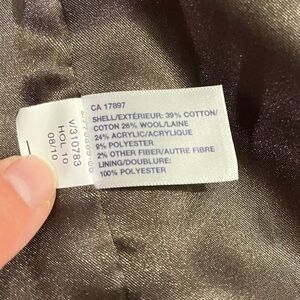 CA 17897
SHELL/EXTÉRIEUR: 39% COTTON/
COTON 26% WOOL/LAINE
24% ACRYLIC/ACRYLIQUE
9% POLYESTER
2% OTHER FIBER/AUTRE FIBRE
LINING/DOUBLURE:
100% POLYESTER
V/310783
HOL 10
08/10